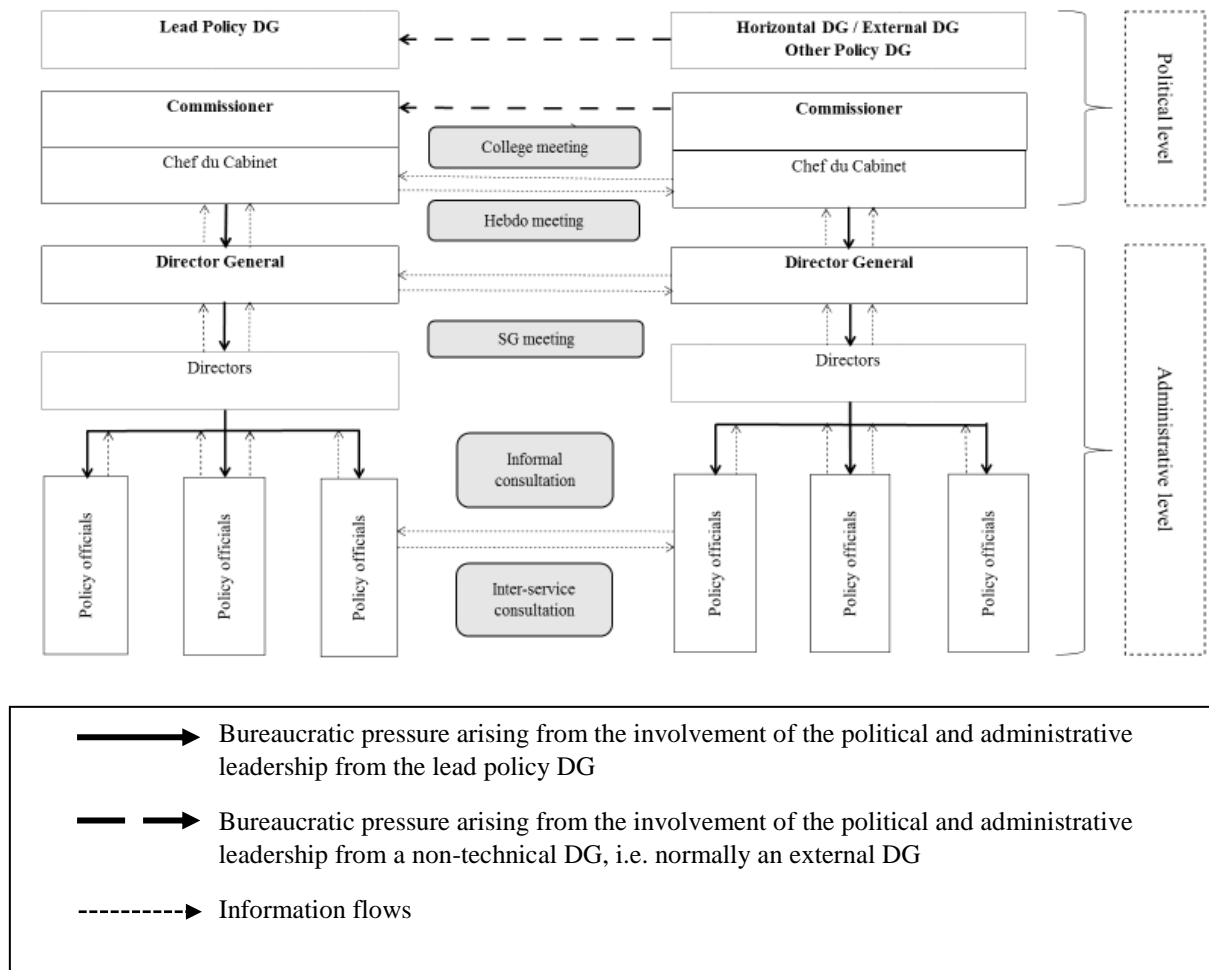 Lead Policy DG
Horizontal DG / External DG
Other Policy DG
Political level
Commissioner
Commissioner
College meeting
Chef du Cabinet
Chef du Cabinet
Hebdo meeting
Director General
Director General
Administrative level
SG meeting
Directors
Directors
Informal
consultation
Policy officials
Policy officials
Policy officials
Policy officials
Policy officials
Policy officials
Inter-service
consultation
Bureaucratic pressure arising from the involvement of the political and administrative
leadership from the lead policy DG
Bureaucratic pressure arising from the involvement of the political and administrative
leadership from a non-technical DG, i.e. normally an external DG
Information flows